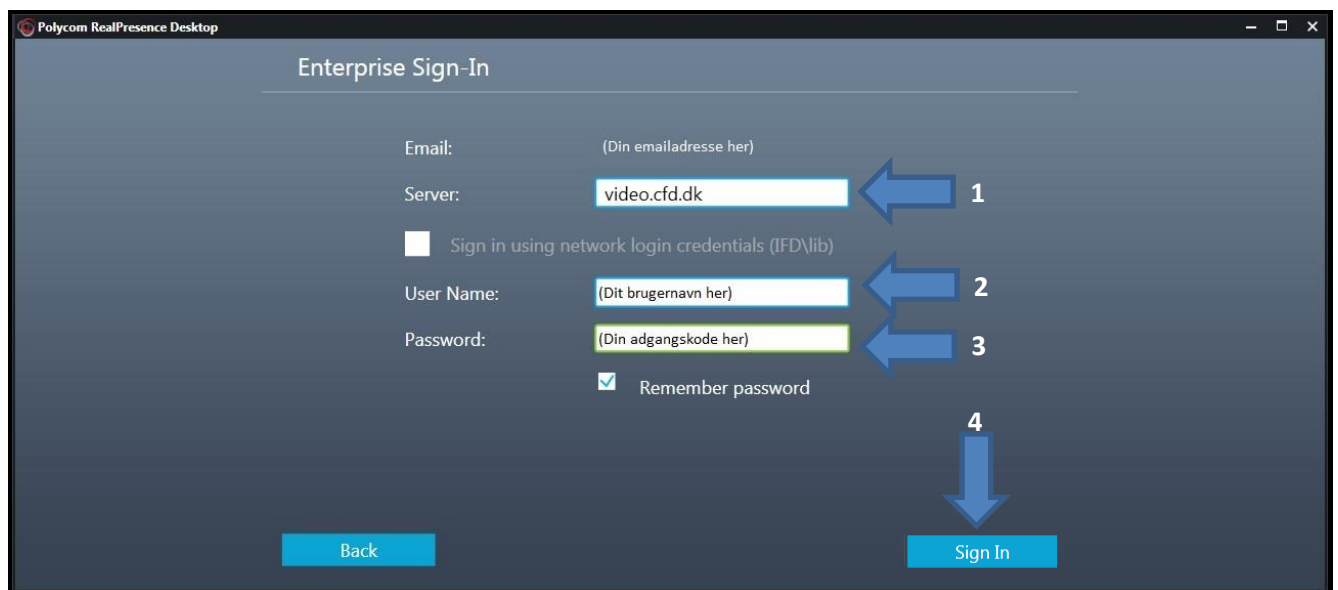 Polycom RealPresence Desktop
Enterprise Sign-In
Email: (Din emailadresse her)
Server: video.cfd.dk 1
Sign in using network login credentials (IFD\lib)
User Name: (Dit brugernavn her) 2
Password: (Din adgangskode her) 3
Remember password
4
Back Sign In